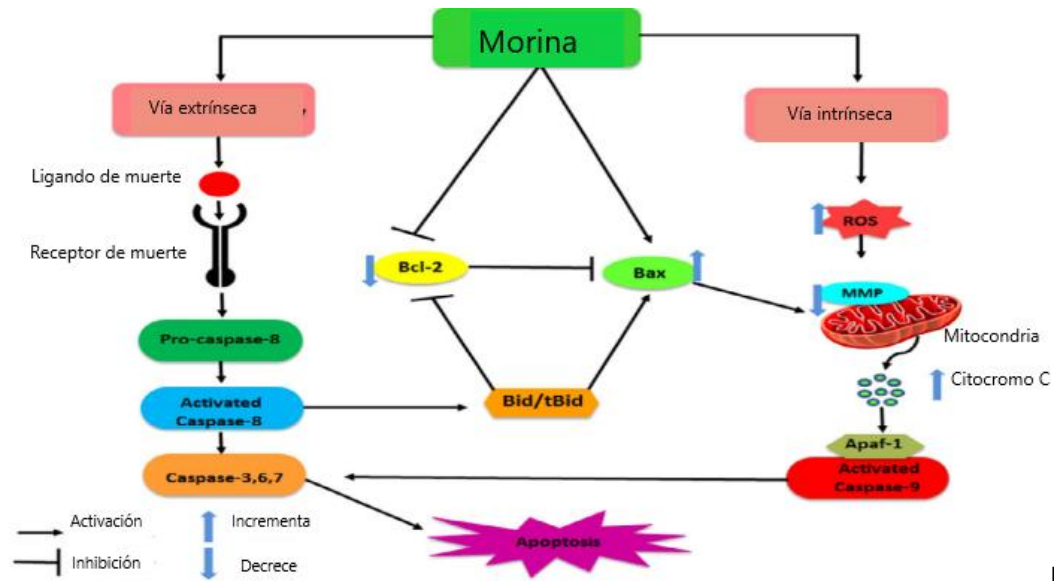 Morina
Vía extrínseca
Vía intrínseca
Ligando de muerte
ROS
Receptor de muerte
Bcl-2
Bax
MMP
Mitocondria
Pro-caspase-8
Citocromo C
Activated
Caspase-8
Bid/tBid
Apaf-1
Activated
Caspase-9
Caspase-3,6,7
Activación
Incrementa
Apoptosis
Inhibición
Decrece